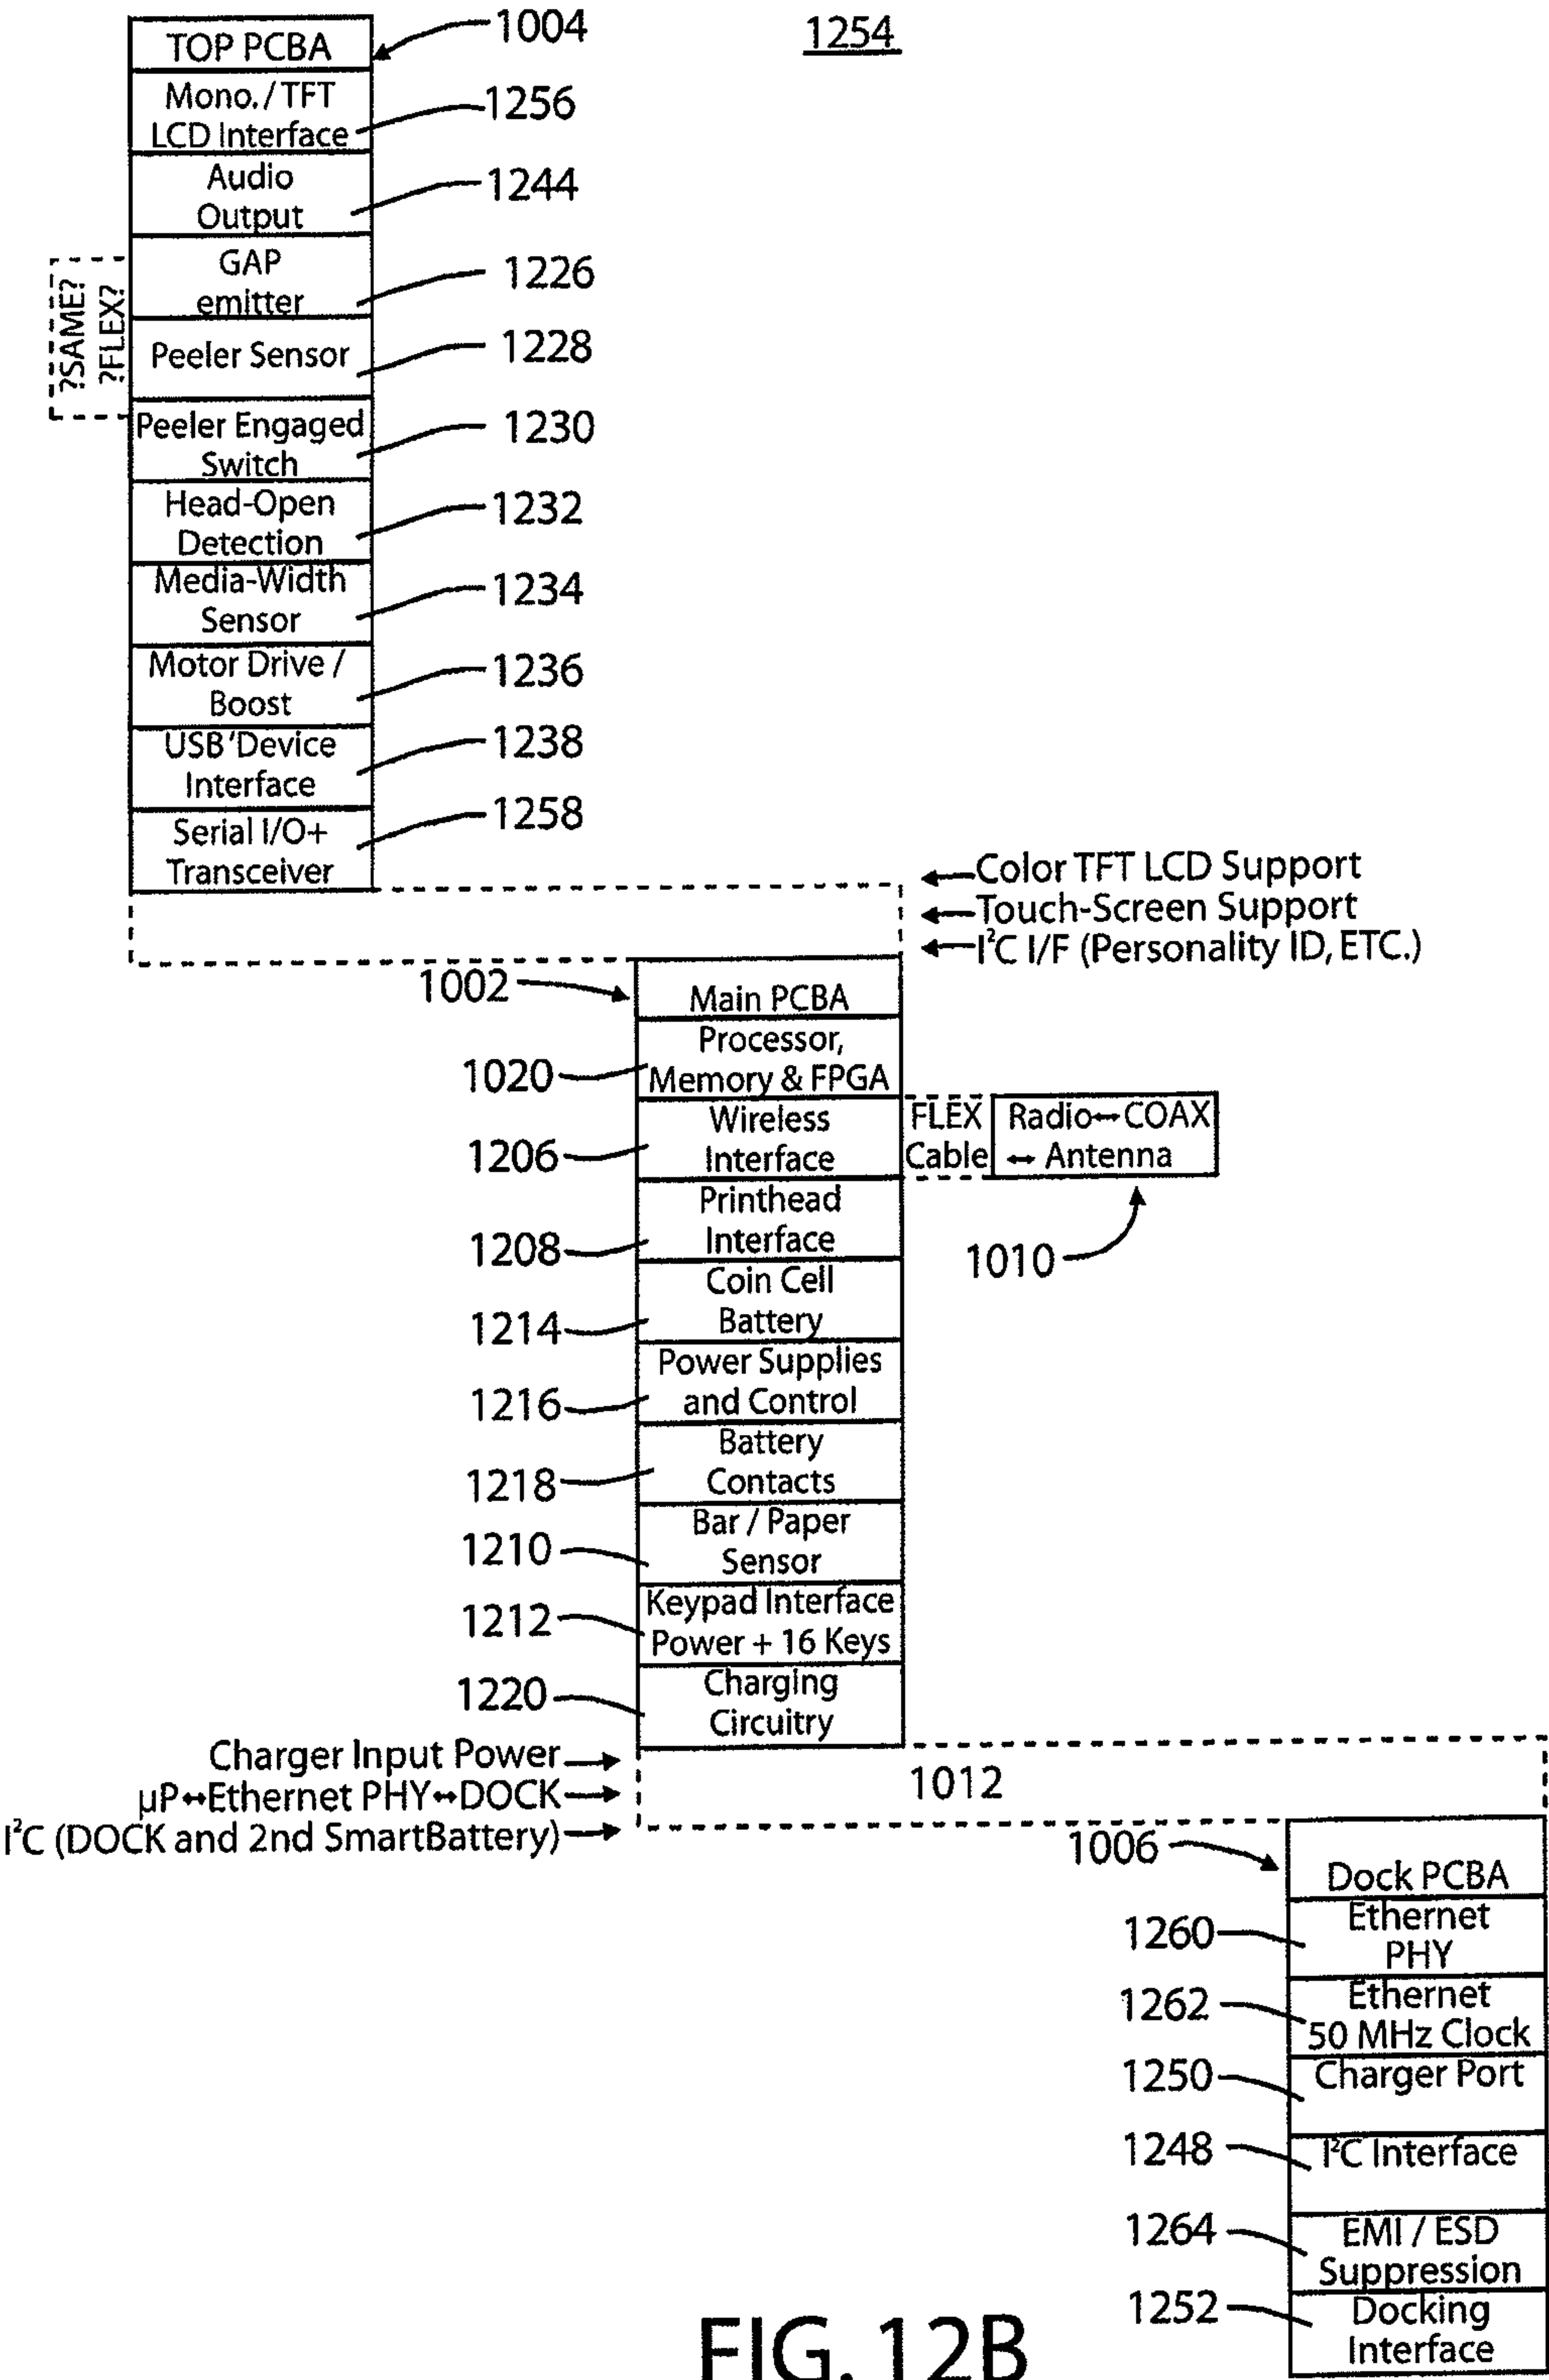 1254
TOP PCBA
1004
Mono. / TFT
LCD Interface
1256
Audio
Output
1244
GAP
emitter
1226
?SAME?
?FLEX?
Peeler Sensor
1228
Peeler Engaged
Switch
1230
Head-Open
Detection
1232
Media-Width
Sensor
1234
Motor Drive /
Boost
1236
USB 'Device
Interface
1238
Serial I/O+
Transceiver
1258
←Color TFT LCD Support
←Touch-Screen Support
←I²C I/F (Personality ID, ETC.)
1002
Main PCBA
1020
Processor,
Memory & FPGA
1206
Wireless
Interface
FLEX
Cable
Radio↔COAX
↔ Antenna
1010
1208
Printhead
Interface
1214
Coin Cell
Battery
1216
Power Supplies
and Control
1218
Battery
Contacts
1210
Bar / Paper
Sensor
1212
Keypad Interface
Power + 16 Keys
1220
Charging
Circuitry
Charger Input Power→
µP↔Ethernet PHY↔DOCK→
I²C (DOCK and 2nd SmartBattery)→
1012
1006
Dock PCBA
1260
Ethernet
PHY
1262
Ethernet
50 MHz Clock
1250
Charger Port
1248
I²C Interface
1264
EMI / ESD
Suppression
1252
Docking
Interface
FIG. 12B